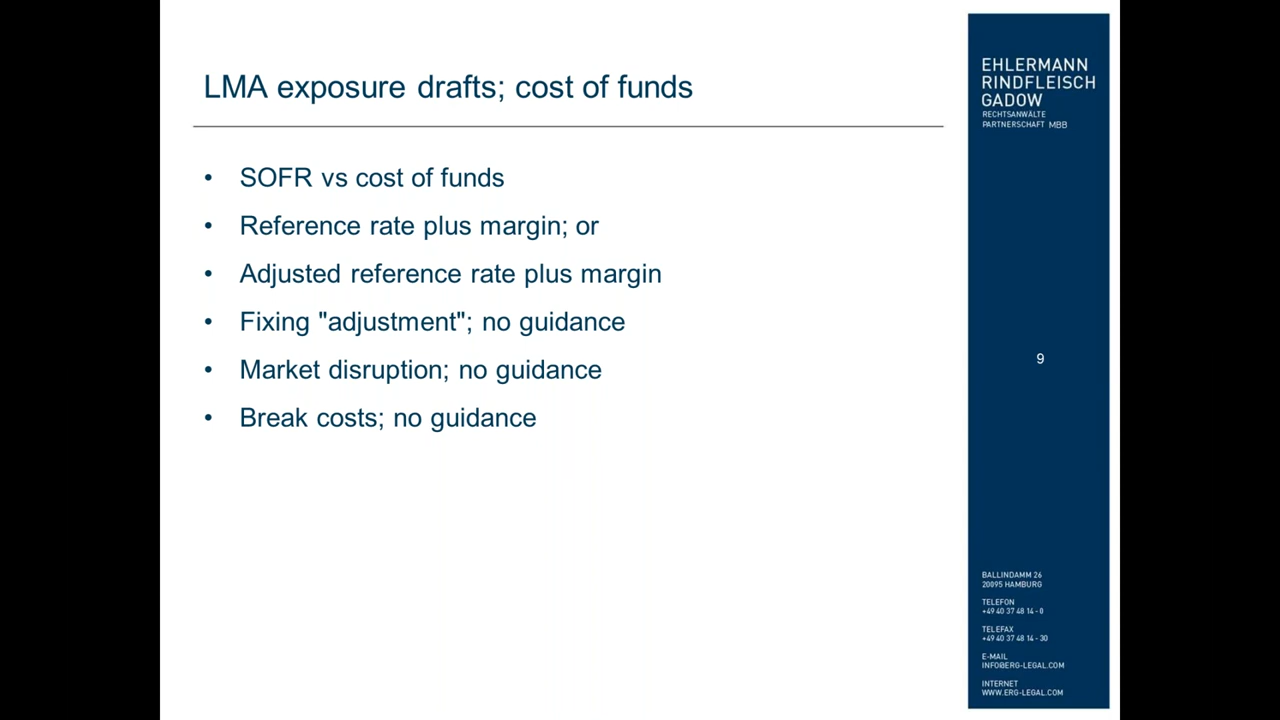 LMA exposure drafts; cost of funds
• SOFR vs cost of funds
• Reference rate plus margin; or
• Adjusted reference rate plus margin
• Fixing "adjustment"; no guidance
• Market disruption; no guidance
• Break costs; no guidance
EHLERMANN
RINDFLEISCH
GADOW
RECHTSANWÄLTE
PARTNERSCHAFT MBB
9
BALLINDAMM 26
20095 HAMBURG
TELEFON
+49 40 37 48 14 - 0
TELEFAX
+49 40 37 48 14 - 30
E-MAIL
INFO@ERG-LEGAL.COM
INTERNET
WWW.ERG-LEGAL.COM